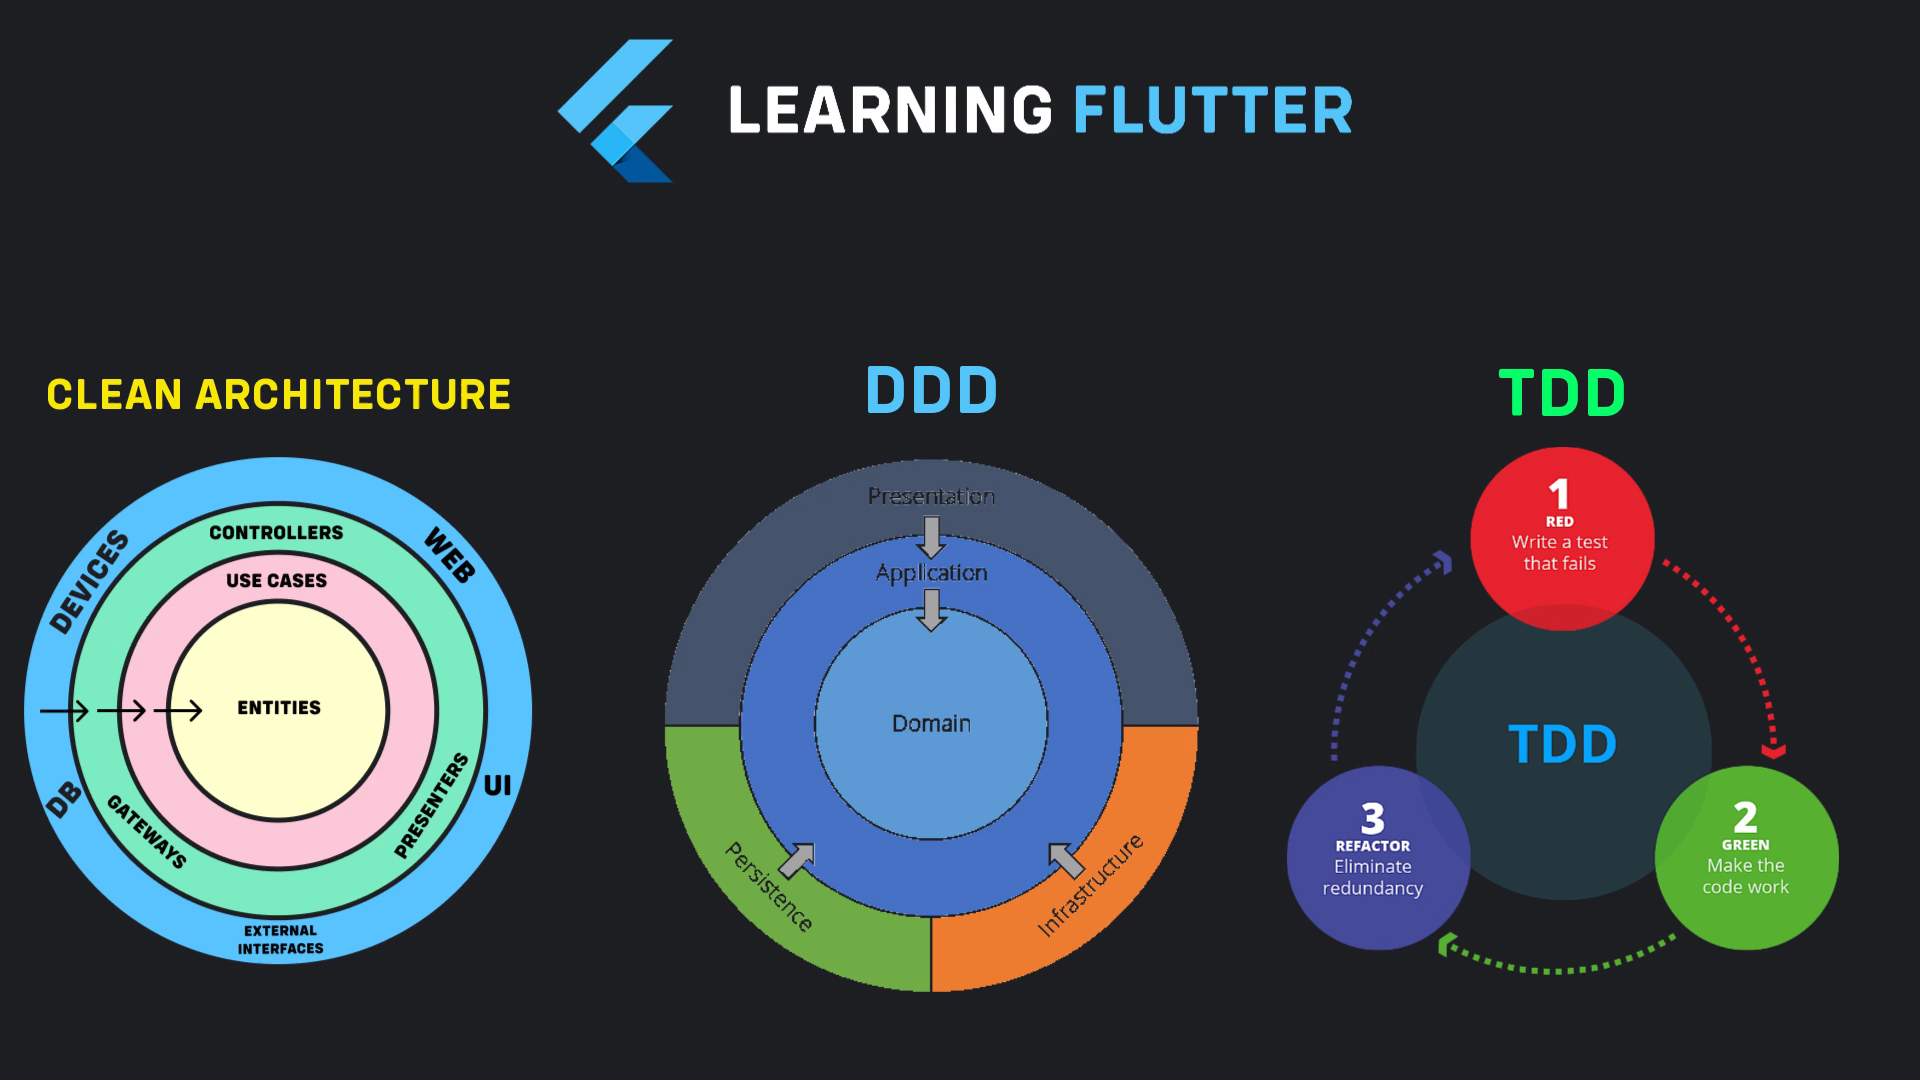 LEARNING FLUTTER
CLEAN ARCHITECTURE
DEVICES
WEB
CONTROLLERS
USE CASES
ENTITIES
DB
UI
GATEWAYS
PRESENTERS
EXTERNAL
INTERFACES
DDD
Presentation
Application
Domain
Persistence
Infrastructure
TDD
1
RED
Write a test
that fails
TDD
3
REFACTOR
Eliminate
redundancy
2
GREEN
Make the
code work